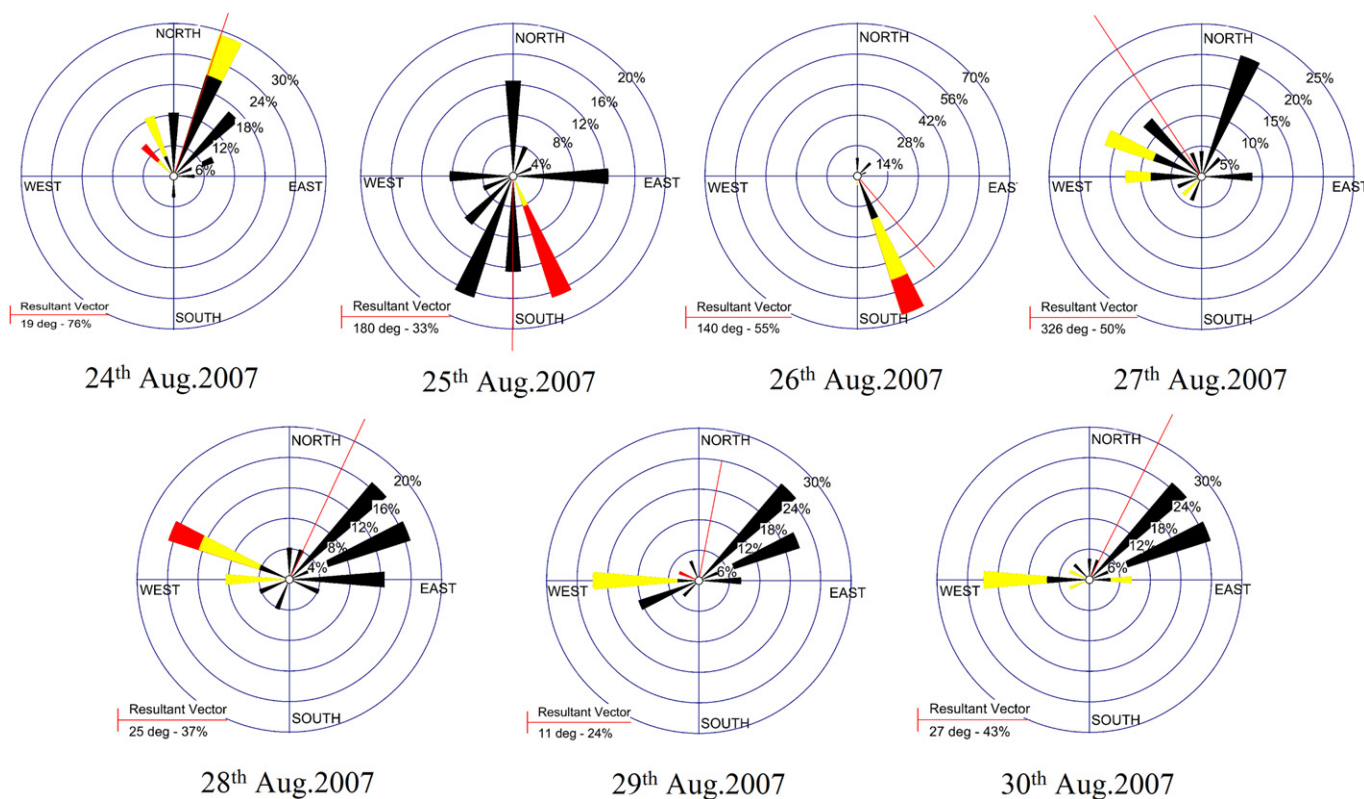 NORTH
30%
24%
18%
12%
6%
WEST
EAST
Resultant Vector
19 deg - 76%
SOUTH
24th Aug.2007
NORTH
20%
16%
12%
8%
4%
WEST
EAST
Resultant Vector
180 deg - 33%
SOUTH
25th Aug.2007
NORTH
70%
56%
42%
28%
14%
WEST
EAST
Resultant Vector
140 deg - 55%
SOUTH
26th Aug.2007
NORTH
25%
20%
15%
10%
5%
WEST
EAST
Resultant Vector
326 deg - 50%
SOUTH
27th Aug.2007
NORTH
20%
16%
12%
8%
4%
WEST
EAST
Resultant Vector
25 deg - 37%
SOUTH
28th Aug.2007
NORTH
30%
24%
18%
12%
6%
WEST
EAST
Resultant Vector
11 deg - 24%
SOUTH
29th Aug.2007
NORTH
30%
24%
18%
12%
6%
WEST
EAST
Resultant Vector
27 deg - 43%
SOUTH
30th Aug.2007